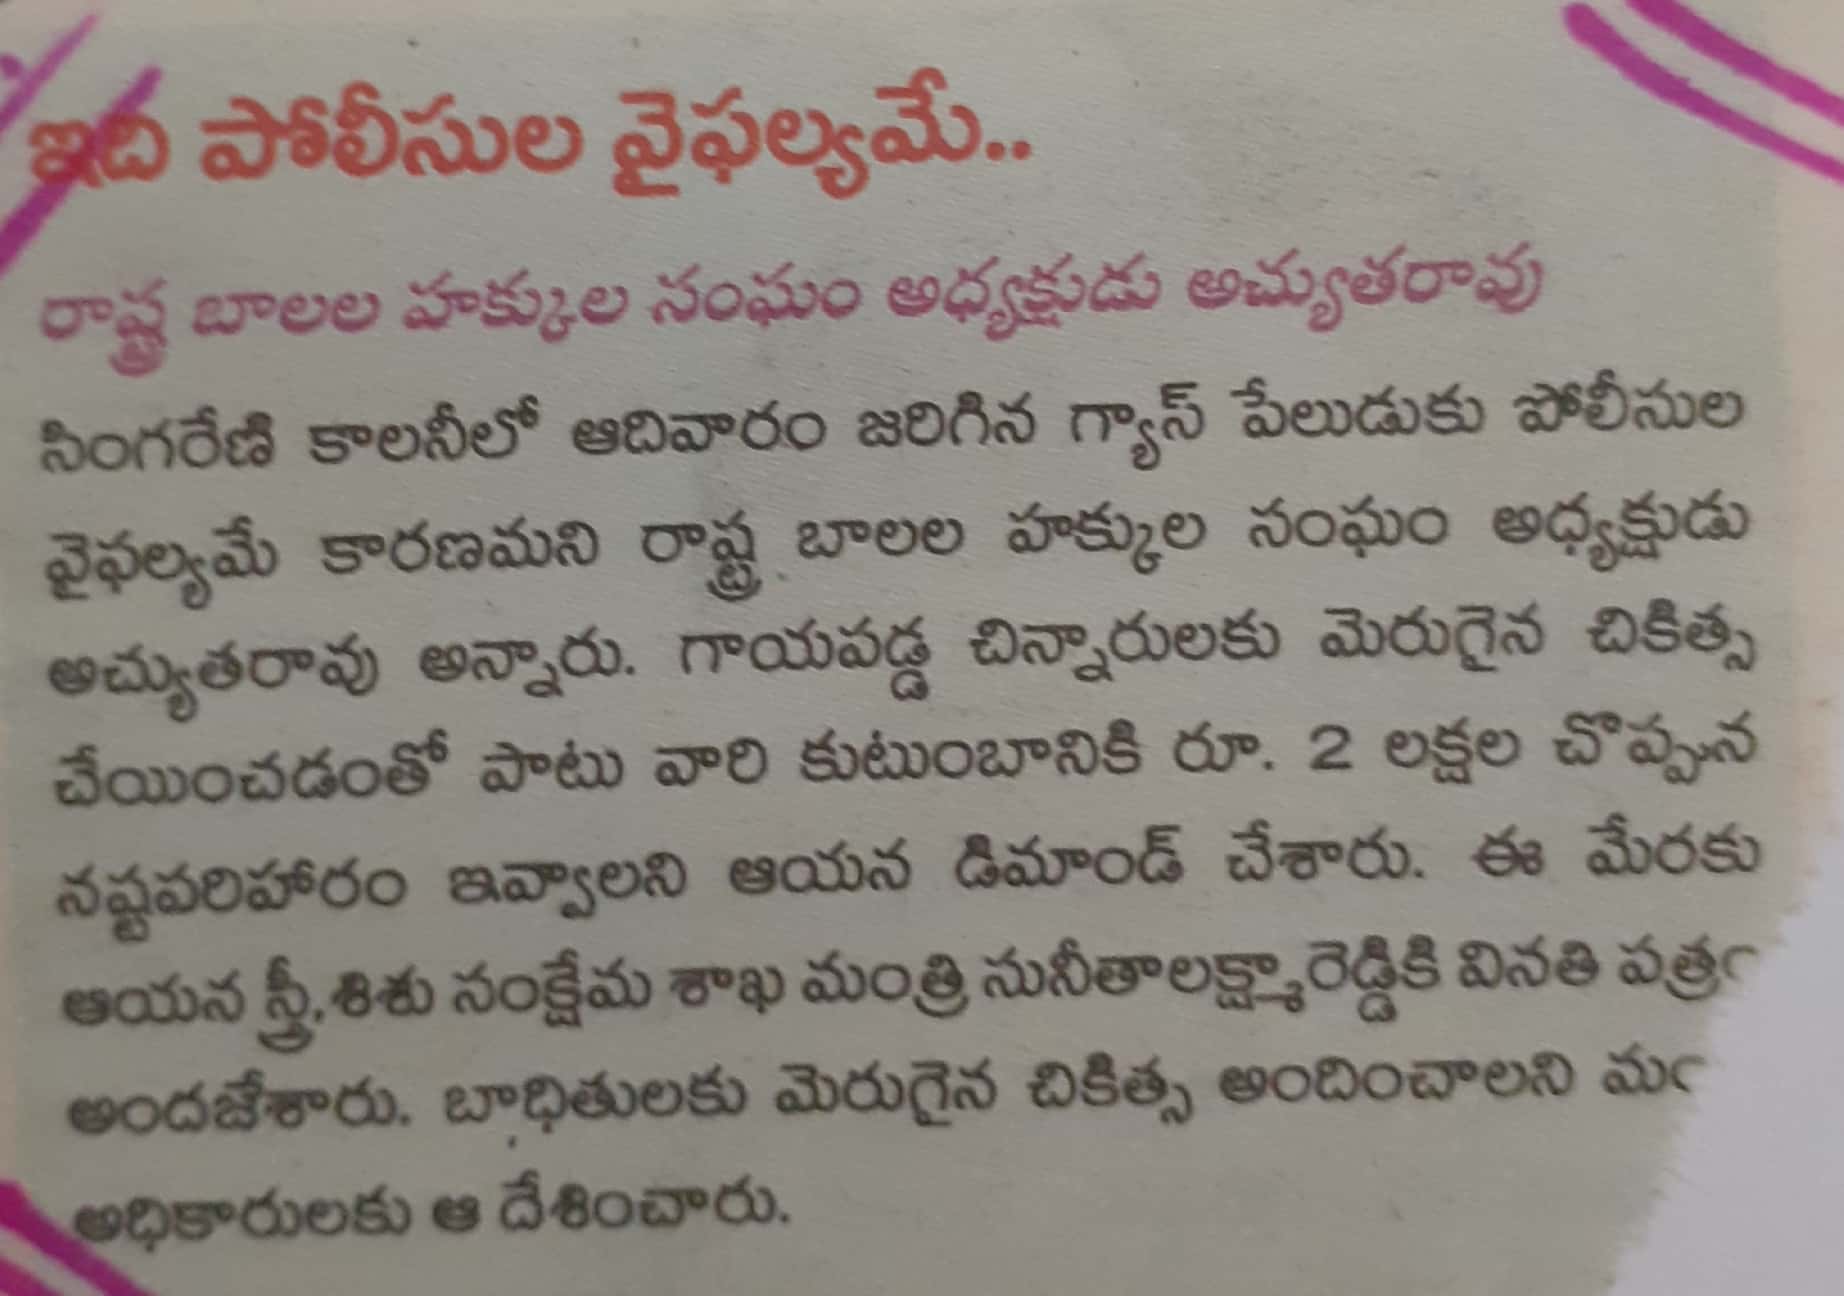 ఇది పోలీసుల వైఫల్యమే..
రాష్ట్ర బాలల హక్కుల సంఘం అధ్యక్షుడు అచ్యుతరావు
సింగరేణి కాలనీలో ఆదివారం జరిగిన గ్యాస్ పేలుడుకు పోలీసుల
వైఫల్యమే కారణమని రాష్ట్ర బాలల హక్కుల సంఘం అధ్యక్షుడు
అచ్యుతరావు అన్నారు. గాయపడ్డ చిన్నారులకు మెరుగైన చికిత్స
చేయించడంతో పాటు వారి కుటుంబానికి రూ. 2 లక్షల చొప్పున
నష్టపరిహారం ఇవ్వాలని ఆయన డిమాండ్ చేశారు. ఈ మేరకు
ఆయన స్త్రీ,శిశు సంక్షేమ శాఖ మంత్రి సునీతాలక్ష్మారెడ్డికి వినతి పత్రం
అందజేశారు. బాధితులకు మెరుగైన చికిత్స అందించాలని
అధికారులకు ఆ దేశించారు.